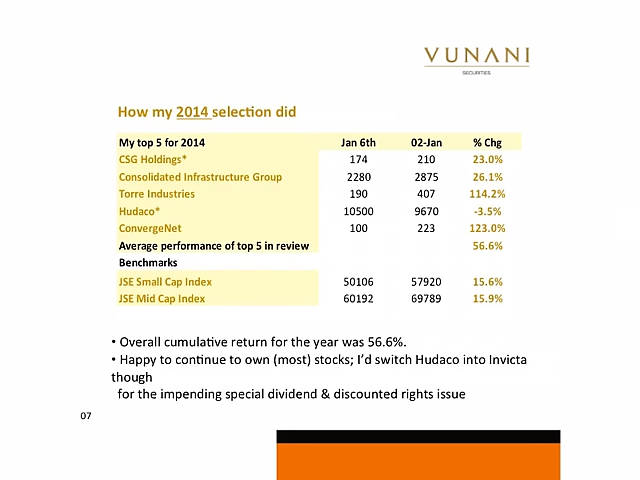 VUNANI
SECURITIES
How my 2014 selection did
My top 5 for 2014 Jan 6th 02-Jan % Chg
CSG Holdings* 174 210 23.0%
Consolidated Infrastructure Group 2280 2875 26.1%
Torre Industries 190 407 114.2%
Hudaco* 10500 9670 -3.5%
ConvergeNet 100 223 123.0%
Average performance of top 5 in review 56.6%
Benchmarks
JSE Small Cap Index 50106 57920 15.6%
JSE Mid Cap Index 60192 69789 15.9%
• Overall cumulative return for the year was 56.6%.
• Happy to continue to own (most) stocks; I'd switch Hudaco into Invicta
though
for the impending special dividend & discounted rights issue
07